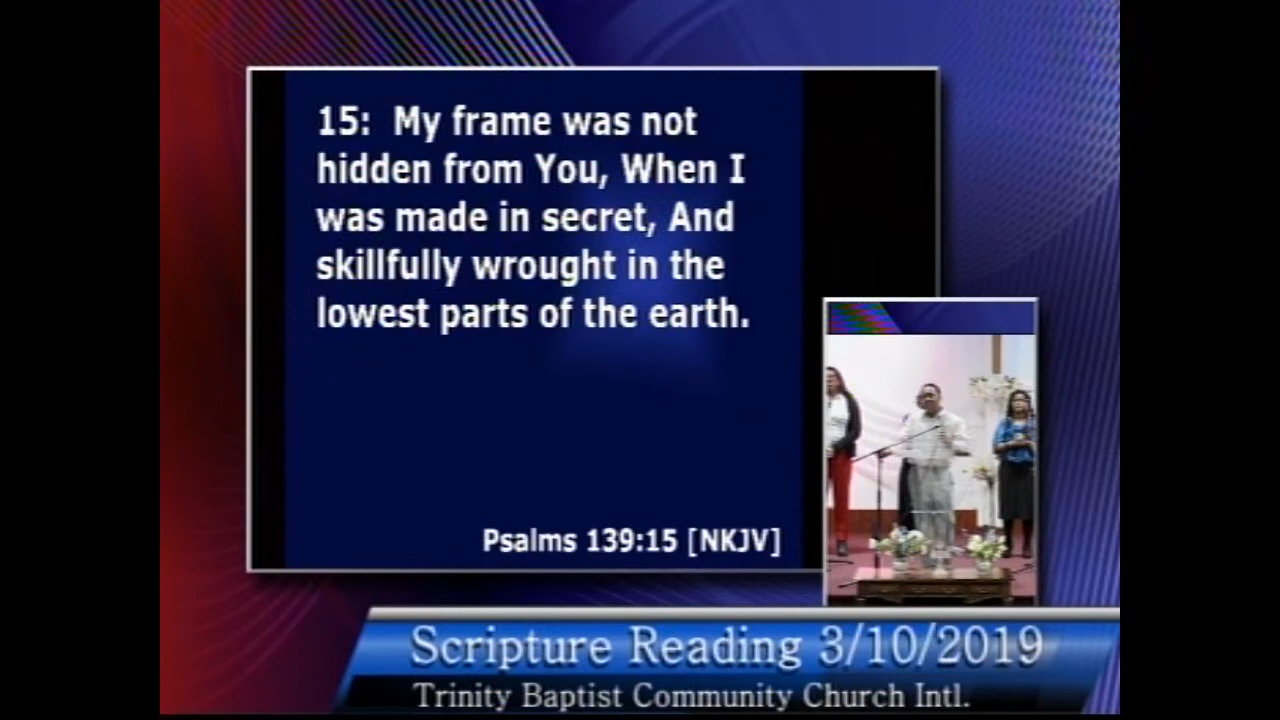 15:  My frame was not
hidden from You, When I
was made in secret, And
skillfully wrought in the
lowest parts of the earth.
Psalms 139:15 [NKJV]
Scripture Reading 3/10/2019
Trinity Baptist Community Church Intl.